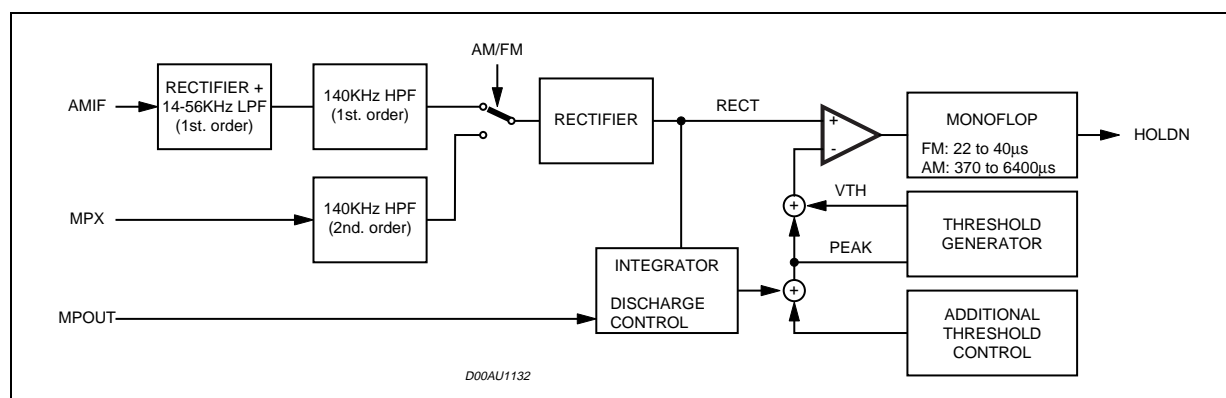 AM/FM
AMIF
RECTIFIER +
14-56KHz LPF
(1st. order)
140KHz HPF
(1st. order)
RECTIFIER
RECT
+
-
MONOFLOP
FM: 22 to 40µs
AM: 370 to 6400µs
HOLDN
MPX
140KHz HPF
(2nd. order)
+
VTH
THRESHOLD
GENERATOR
PEAK
INTEGRATOR
DISCHARGE
CONTROL
+
MPOUT
ADDITIONAL
THRESHOLD
CONTROL
D00AU1132